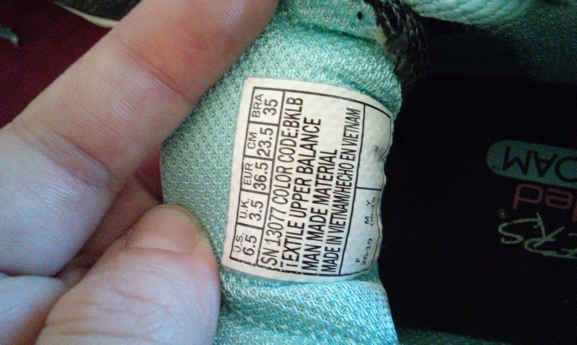 U.S. U.K. EUR CM BRA
6.5 3.5 36.5 23.5 35
SN 13077 COLOR CODE:BKLB
TEXTILE UPPER BALANCE
MAN MADE MATERIAL
MADE IN VIETNAM/HECHO EN VIETNAM